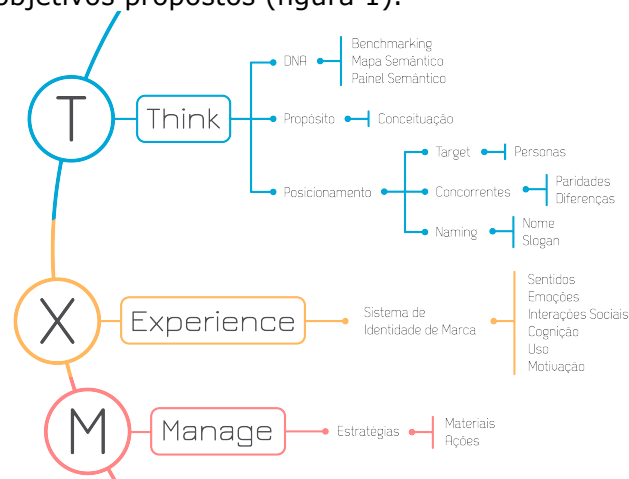 objetivos propostos (figura 1).
T
Think
DNA
Benchmarking
Mapa Semântico
Painel Semântico
Propósito
Conceituação
Posicionamento
Target
Personas
Concorrentes
Paridades
Diferenças
Naming
Nome
Slogan
X
Experience
Sistema de
Identidade de Marca
Sentidos
Emoções
Interações Sociais
Cognição
Uso
Motivação
M
Manage
Estratégias
Materiais
Ações